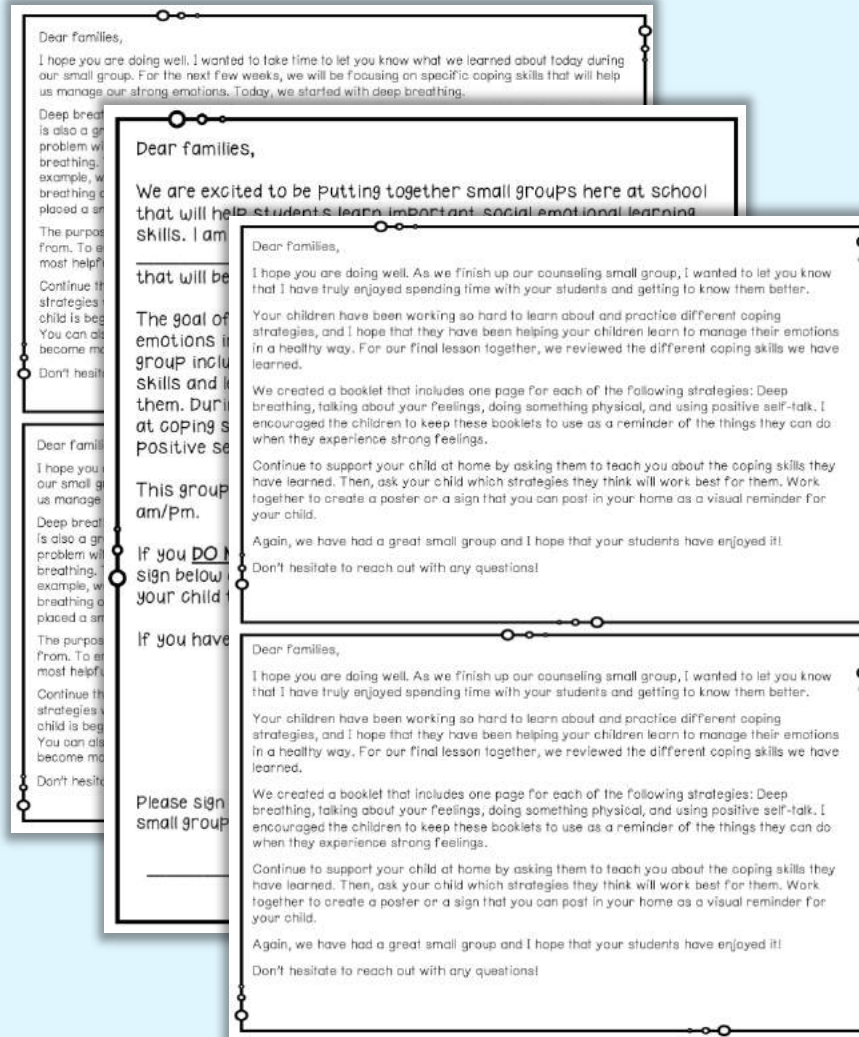 Dear families,
I hope you are doing well. I wanted to take time to let you know what we learned about today during
our small group. For the next few weeks, we will be focusing on specific coping skills that will help
us manage our strong emotions. Today, we started with deep breathing.
Deep
is also a
problem
breathing.
example,
breathing
placed a
The
from. To
most
Continue
strategies
child is
You can
become
Don't
Dear
I hope you
our small
us manage
Deep
is also a
problem
breathing.
example,
breathing
placed a
The
from. To
most
Continue
strategies
child is
You can
become
Don't
Dear families,
We are excited to be putting together small groups here at school
that will help students learn important social emotional learning
skills. I am
that will be
The goal of
emotions
group
skills and
them.
at coping
positive
This group
am/pm.
If you DO
sign below
your child
If you have
Please sign
small group
Dear families,
I hope you are doing well. As we finish up our counseling small group, I wanted to let you know
that I have truly enjoyed spending time with your students and getting to know them better.
Your children have been working so hard to learn about and practice different coping
strategies, and I hope that they have been helping your children learn to manage their emotions
in a healthy way. For our final lesson together, we reviewed the different coping skills we have
learned.
We created a booklet that includes one page for each of the following strategies: Deep
breathing, talking about your feelings, doing something physical, and using positive self-talk. I
encouraged the children to keep these booklets to use as a reminder of the things they can do
when they experience strong feelings.
Continue to support your child at home by asking them to teach you about the coping skills they
have learned. Then, ask your child which strategies they think will work best for them. Work
together to create a poster or a sign that you can post in your home as a visual reminder for
your child.
Again, we have had a great small group and I hope that your students have enjoyed it!
Don't hesitate to reach out with any questions!
Dear families,
I hope you are doing well. As we finish up our counseling small group, I wanted to let you know
that I have truly enjoyed spending time with your students and getting to know them better.
Your children have been working so hard to learn about and practice different coping
strategies, and I hope that they have been helping your children learn to manage their emotions
in a healthy way. For our final lesson together, we reviewed the different coping skills we have
learned.
We created a booklet that includes one page for each of the following strategies: Deep
breathing, talking about your feelings, doing something physical, and using positive self-talk. I
encouraged the children to keep these booklets to use as a reminder of the things they can do
when they experience strong feelings.
Continue to support your child at home by asking them to teach you about the coping skills they
have learned. Then, ask your child which strategies they think will work best for them. Work
together to create a poster or a sign that you can post in your home as a visual reminder for
your child.
Again, we have had a great small group and I hope that your students have enjoyed it!
Don't hesitate to reach out with any questions!